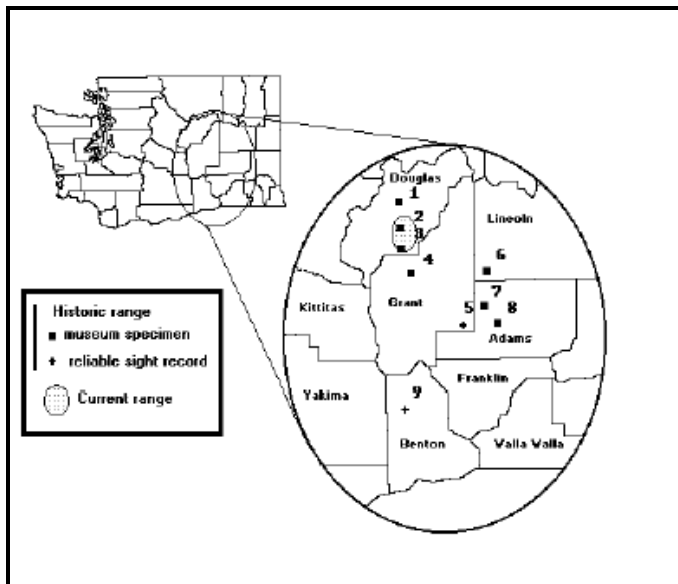 Douglas
1
2
3
Lincoln
4
6
7
Kittitas
Grant
5
8
Adams
Historic range
museum specimen
reliable sight record
Current range
Yakima
Franklin
9
Benton
Walla Walla